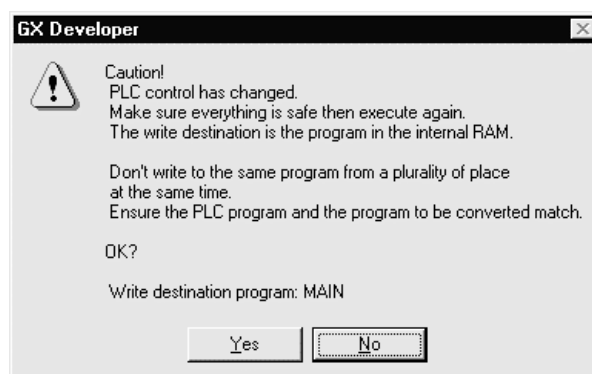 GX Developer
Caution!
PLC control has changed.
Make sure everything is safe then execute again.
The write destination is the program in the internal RAM.
Don't write to the same program from a plurality of place
at the same time.
Ensure the PLC program and the program to be converted match.
OK?
Write destination program: MAIN
Yes No